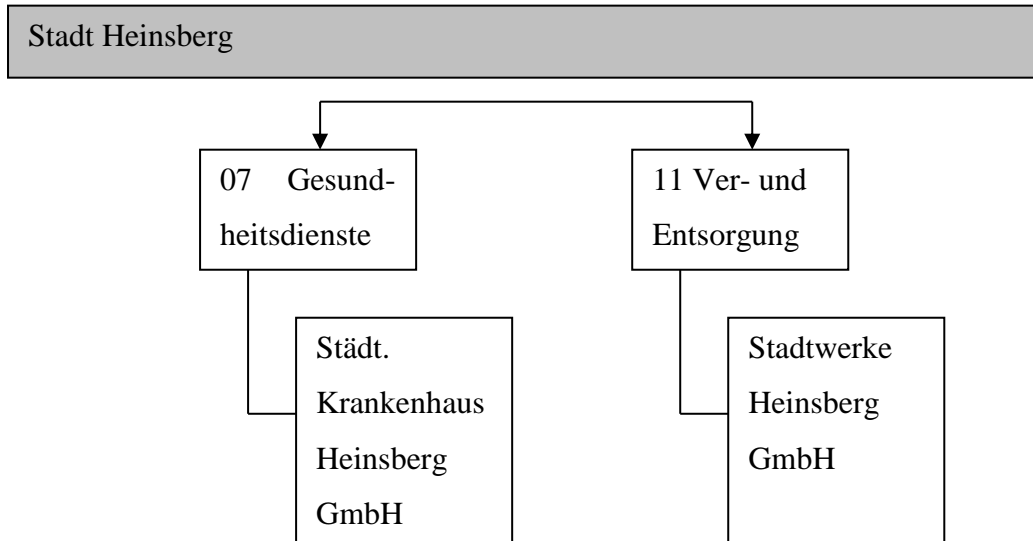 Stadt Heinsberg
07 Gesund-
heitsdienste
11 Ver- und
Entsorgung
Städt.
Krankenhaus
Heinsberg
GmbH
Stadtwerke
Heinsberg
GmbH